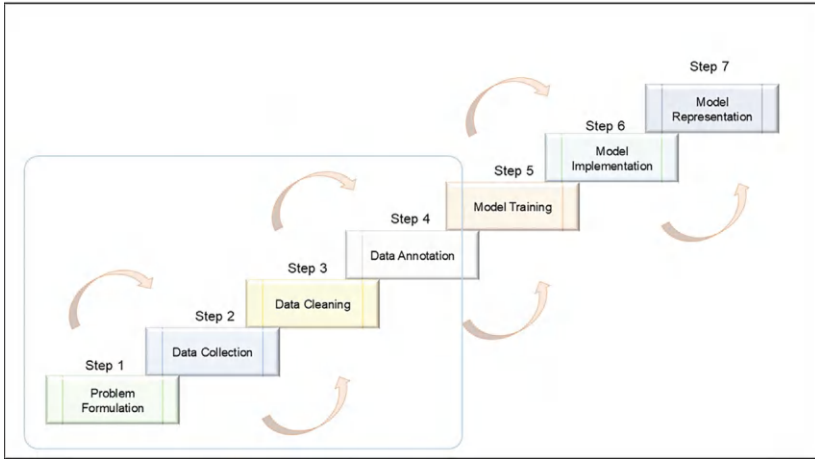 Step 1
Problem
Formulation
Step 2
Data Collection
Step 3
Data Cleaning
Step 4
Data Annotation
Step 5
Model Training
Step 6
Model
Implementation
Step 7
Model
Representation